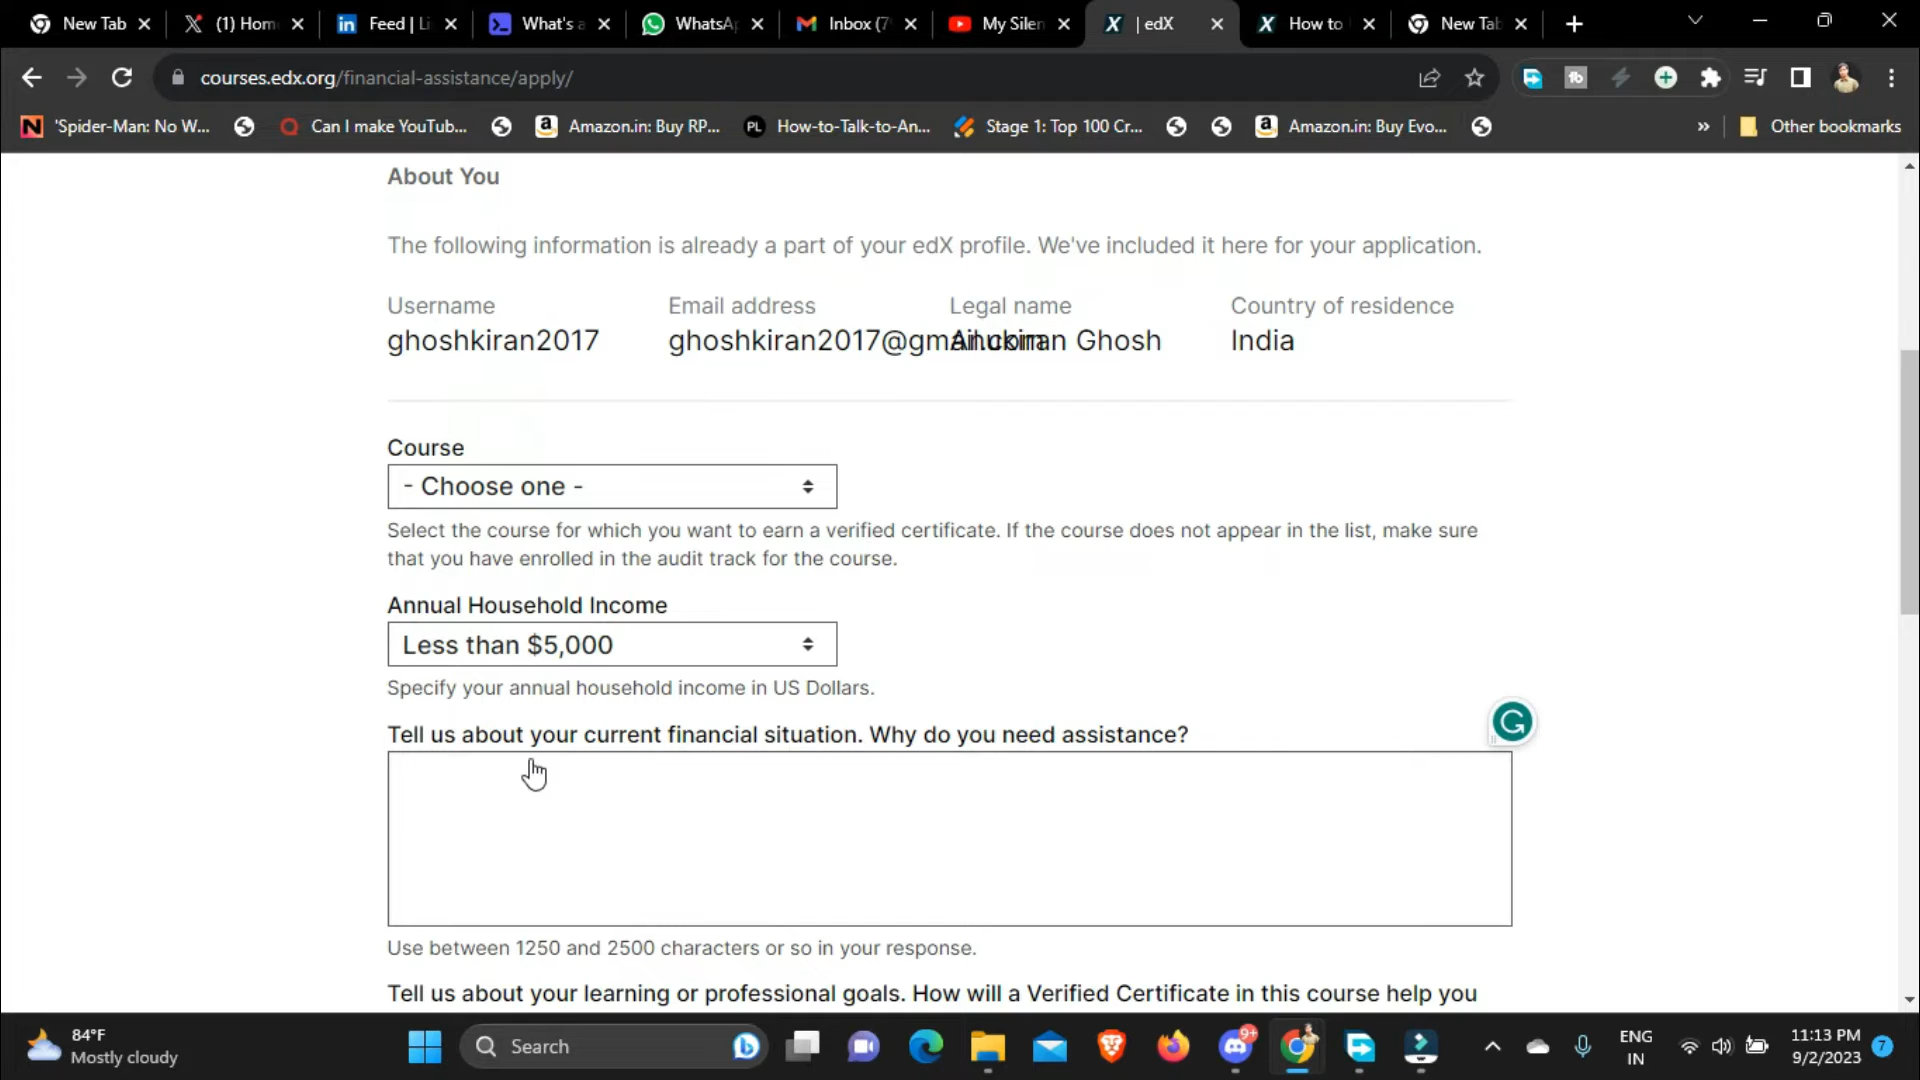 New Tab
(1) Hom
Feed | Li
What's a
WhatsAp
Inbox (7
My Silen
| edX
How to
New Tab
courses.edx.org/financial-assistance/apply/
'Spider-Man: No W...
Can I make YouTub...
Amazon.in: Buy RP...
How-to-Talk-to-An...
Stage 1: Top 100 Cr...
Amazon.in: Buy Evo...
»
Other bookmarks
About You
The following information is already a part of your edX profile. We've included it here for your application.
Username
Email address
Legal name
Country of residence
ghoshkiran2017
ghoshkiran2017@gmail.com
Anukiran Ghosh
India
Course
- Choose one -
Select the course for which you want to earn a verified certificate. If the course does not appear in the list, make sure
that you have enrolled in the audit track for the course.
Annual Household Income
Less than $5,000
Specify your annual household income in US Dollars.
Tell us about your current financial situation. Why do you need assistance?
Use between 1250 and 2500 characters or so in your response.
Tell us about your learning or professional goals. How will a Verified Certificate in this course help you
84°F
Mostly cloudy
Search
9+
ENG
IN
11:13 PM
9/2/2023
7